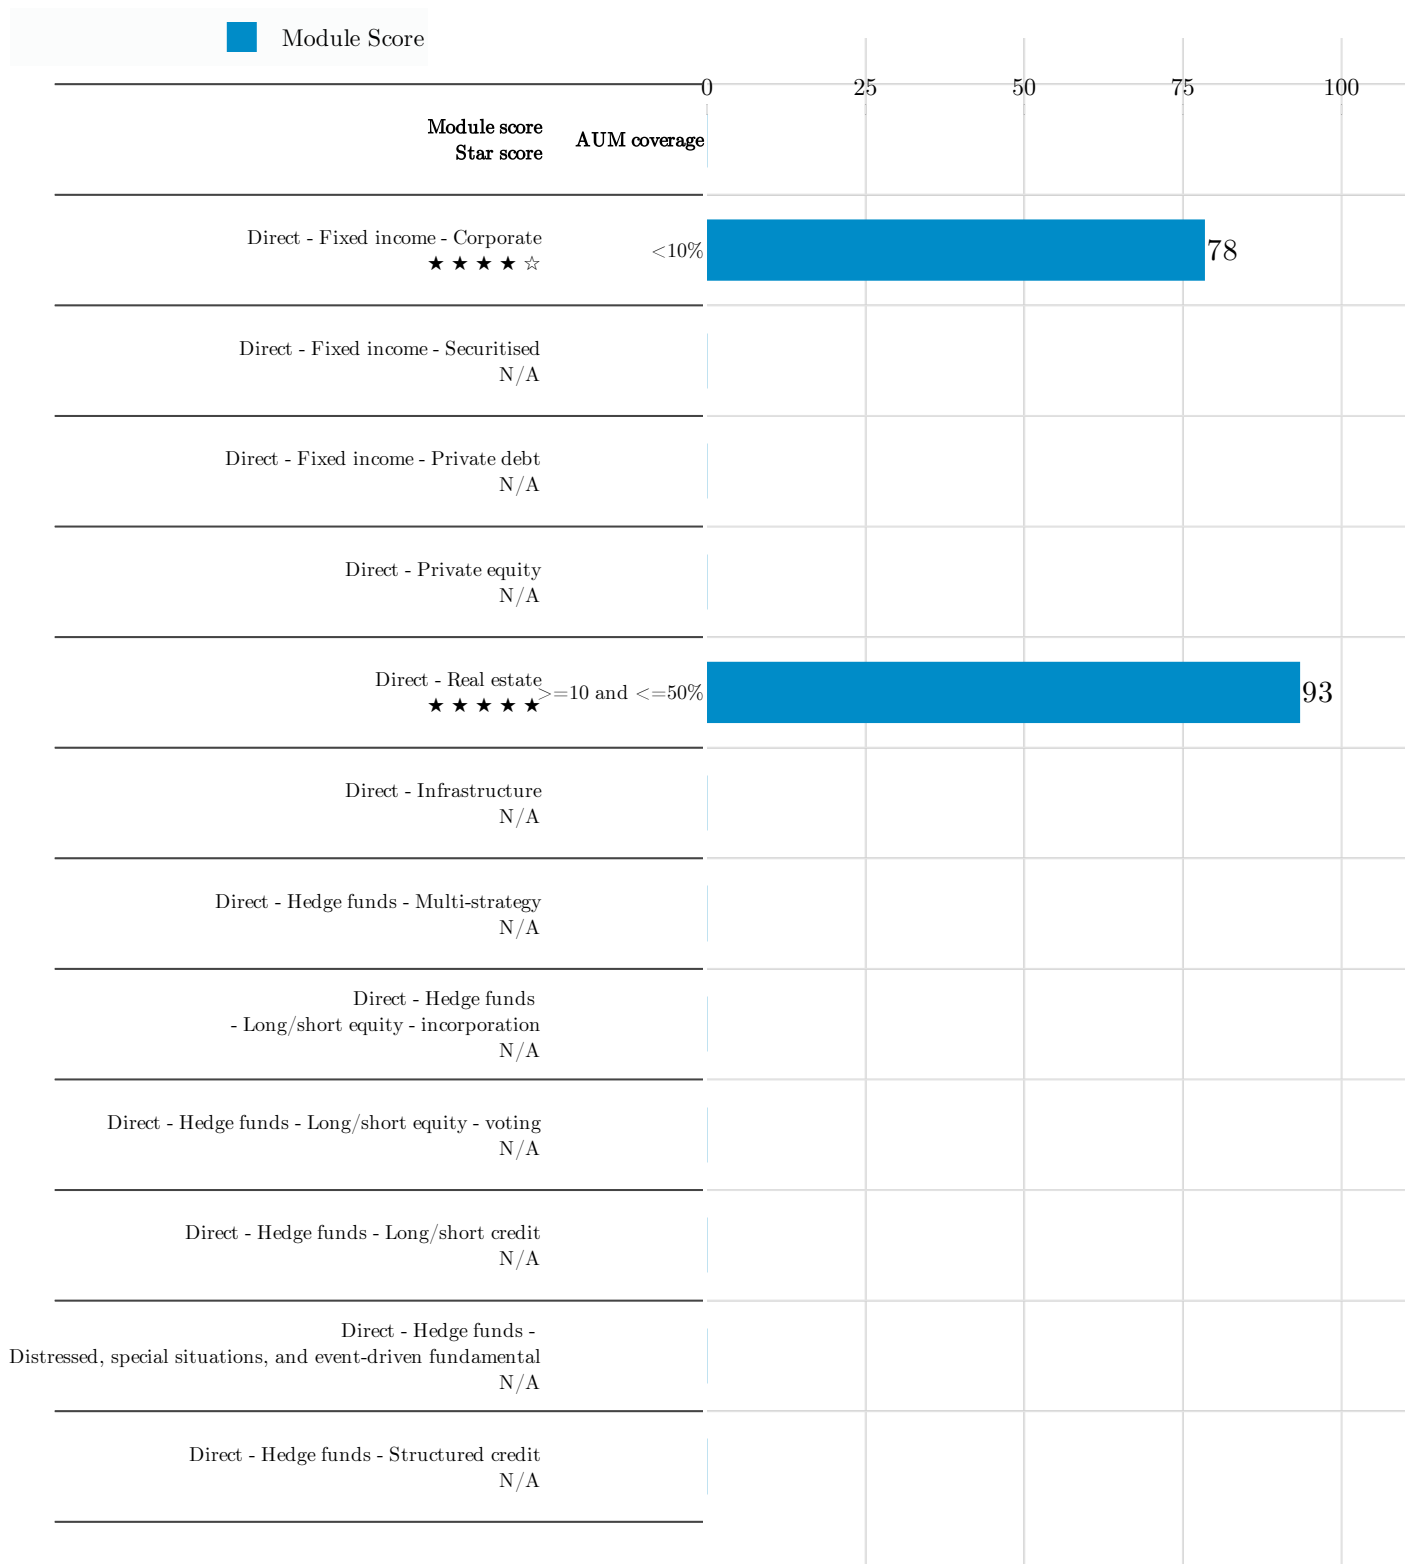 Module Score
0 25 50 75 100
Module score
Star score
AUM coverage
Direct - Fixed income - Corporate
★ ★ ★ ★ ☆
<10%
78
Direct - Fixed income - Securitised
N/A
Direct - Fixed income - Private debt
N/A
Direct - Private equity
N/A
Direct - Real estate
★ ★ ★ ★ ★
>=10 and <=50%
93
Direct - Infrastructure
N/A
Direct - Hedge funds - Multi-strategy
N/A
Direct - Hedge funds
- Long/short equity - incorporation
N/A
Direct - Hedge funds - Long/short equity - voting
N/A
Direct - Hedge funds - Long/short credit
N/A
Direct - Hedge funds -
Distressed, special situations, and event-driven fundamental
N/A
Direct - Hedge funds - Structured credit
N/A